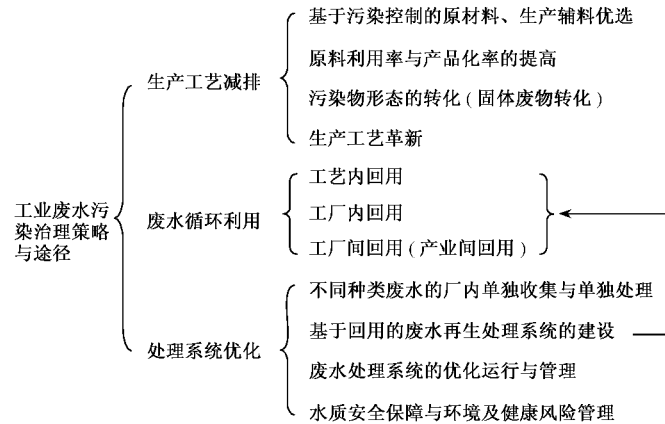 基于污染控制的原材料、生产辅料优选
原料利用率与产品化率的提高
生产工艺减排
污染物形态的转化(固体废物转化)
生产工艺革新
工艺内回用
工业废水污
染治理策略
与途径
废水循环利用
工厂内回用
工厂间回用(产业间回用)
不同种类废水的厂内单独收集与单独处理
基于回用的废水再生处理系统的建设
处理系统优化
废水处理系统的优化运行与管理
水质安全保障与环境及健康风险管理